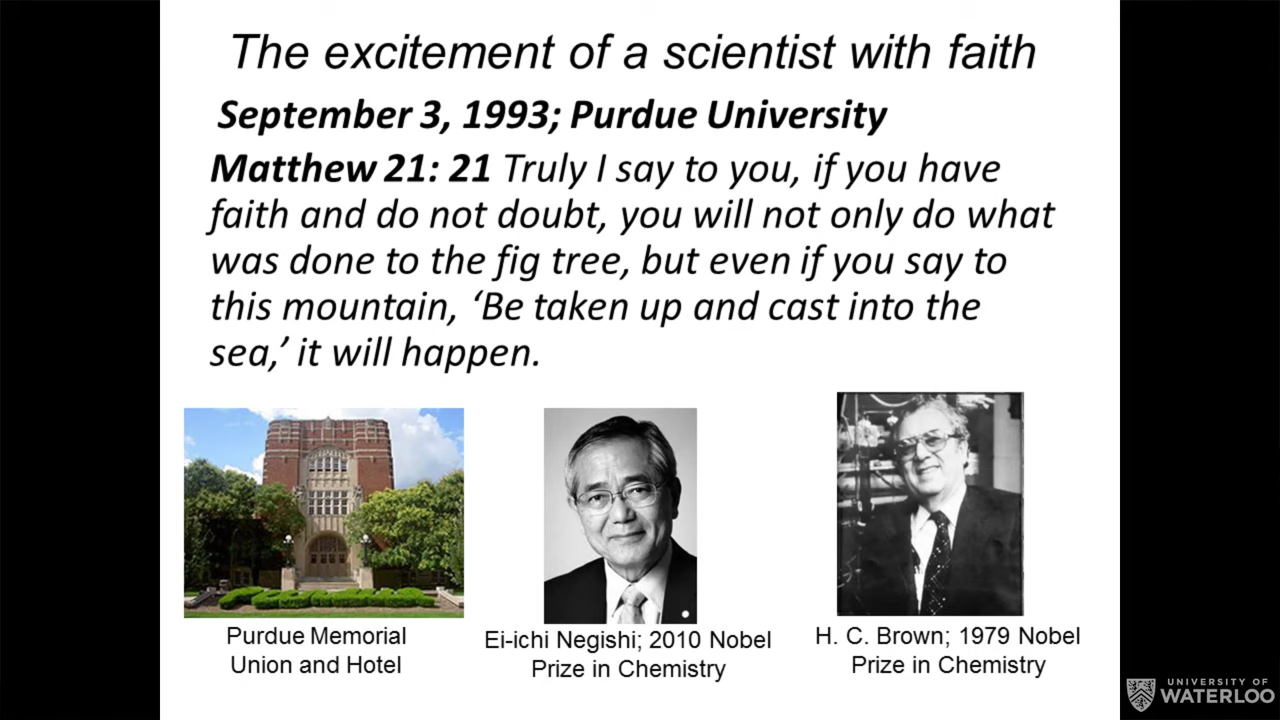 The excitement of a scientist with faith
September 3, 1993; Purdue University
Matthew 21: 21 Truly I say to you, if you have
faith and do not doubt, you will not only do what
was done to the fig tree, but even if you say to
this mountain, ‘Be taken up and cast into the
sea,’ it will happen.
Purdue Memorial
Union and Hotel
Ei-ichi Negishi; 2010 Nobel
Prize in Chemistry
H. C. Brown; 1979 Nobel
Prize in Chemistry
UNIVERSITY OF
WATERLOO